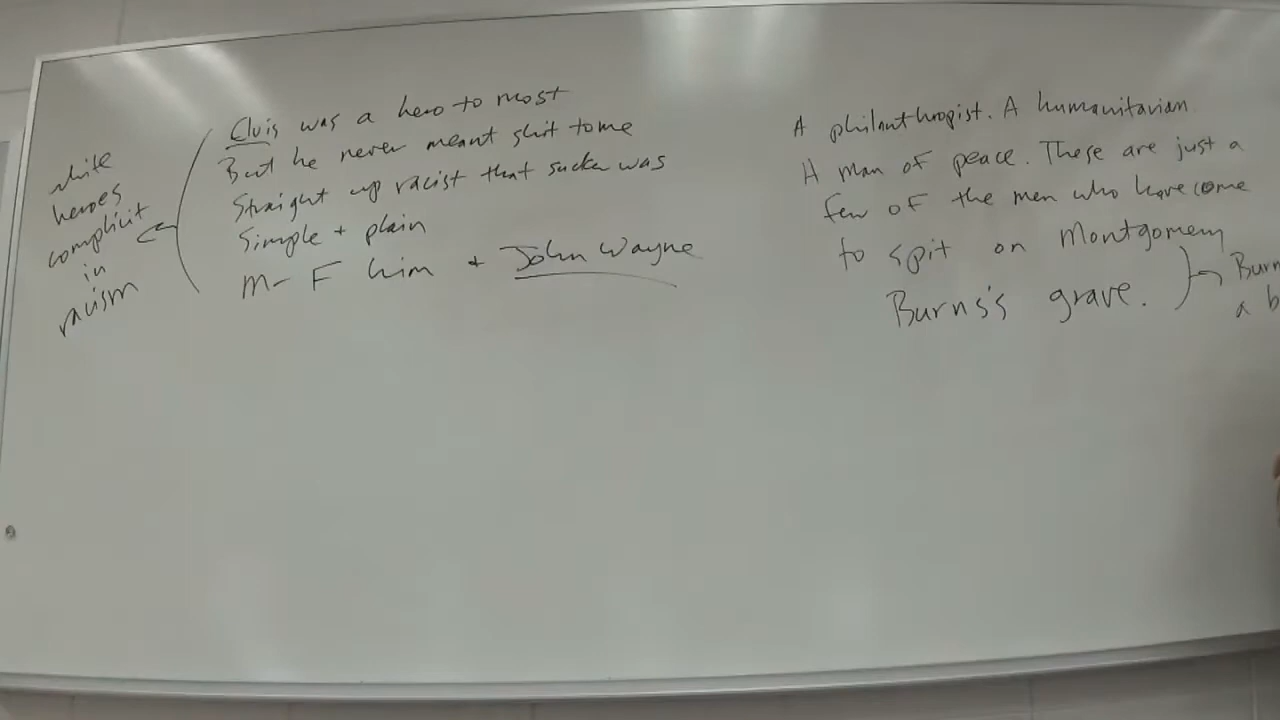 white
heroes
complicit
in
racism
Elvis was a hero to most
But he never meant shit to me
Straight up racist that sucker was
Simple + plain
M-F him + John Wayne
A philanthropist. A humanitarian
A man of peace. These are just a
few of the men who have come
to spit on Montgomery
Burns's grave.
Burn
a b